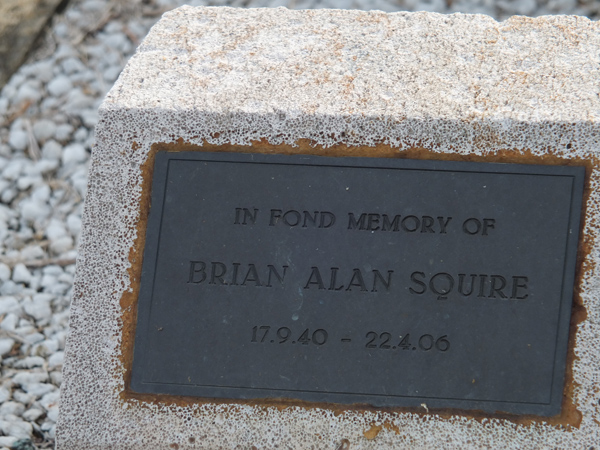 IN FOND MEMORY OF
BRIAN ALAN SQUIRE
17.9.40 - 22.4.06